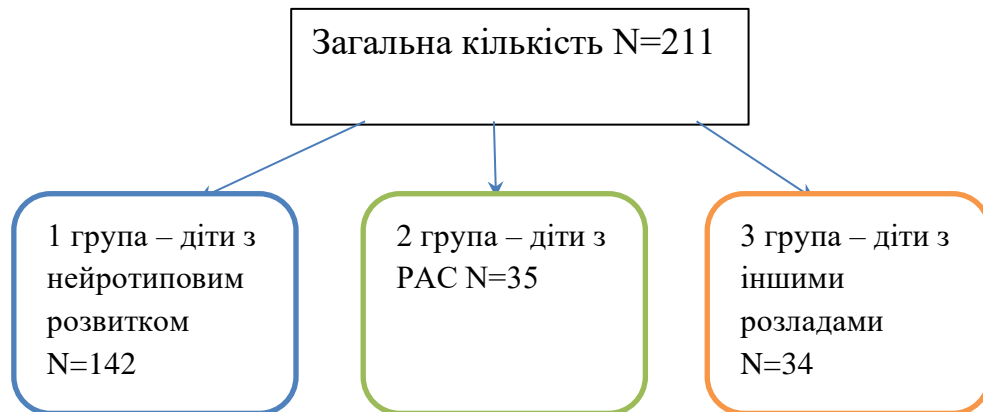 Загальна кількість N=211
1 група – діти з
нейротиповим
розвитком
N=142
2 група – діти з
РАС N=35
3 група – діти з
іншими
розладами
N=34